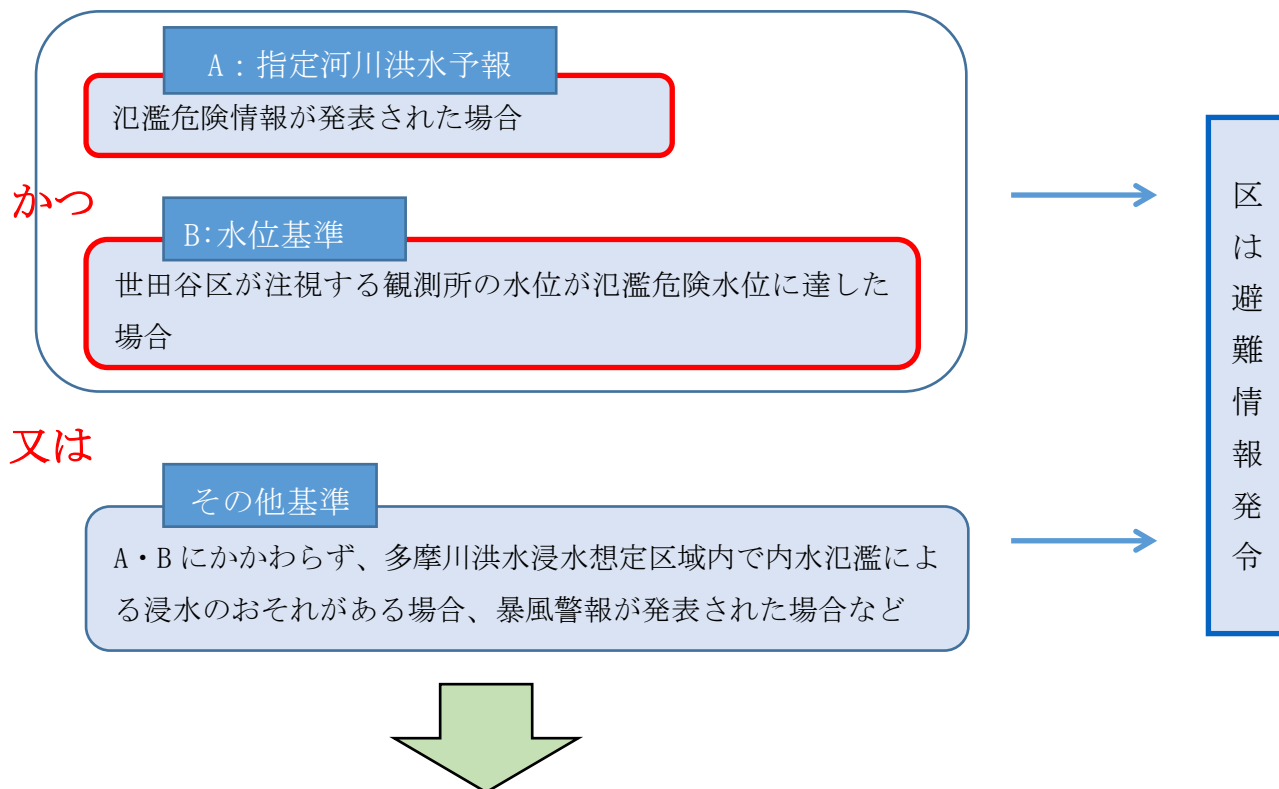 A：指定河川洪水予報
氾濫危険情報が発表された場合
かつ
B:水位基準
世田谷区が注視する観測所の水位が氾濫危険水位に達した
場合
又は
その他基準
A・Bにかかわらず、多摩川洪水浸水想定区域内で内水氾濫によ
る浸水のおそれがある場合、暴風警報が発表された場合など
区は避難情報発令